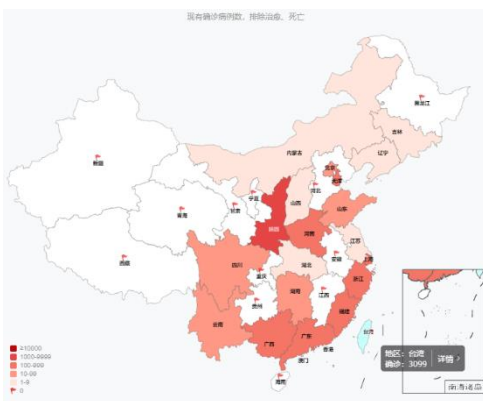 现有确诊病例数，排除治愈、死亡
黑龙江
吉林
辽宁
内蒙古
新疆
北京
天津
河北
山西
宁夏
甘肃
青海
山东
陕西
河南
江苏
西藏
四川
湖北
安徽
上海
重庆
浙江
湖南
江西
贵州
福建
云南
广西
广东
台湾
香港
澳门
海南
地区：台湾
确诊：3099
详情
南海诸岛
≥10000
1000-9999
100-999
10-99
1-9
0